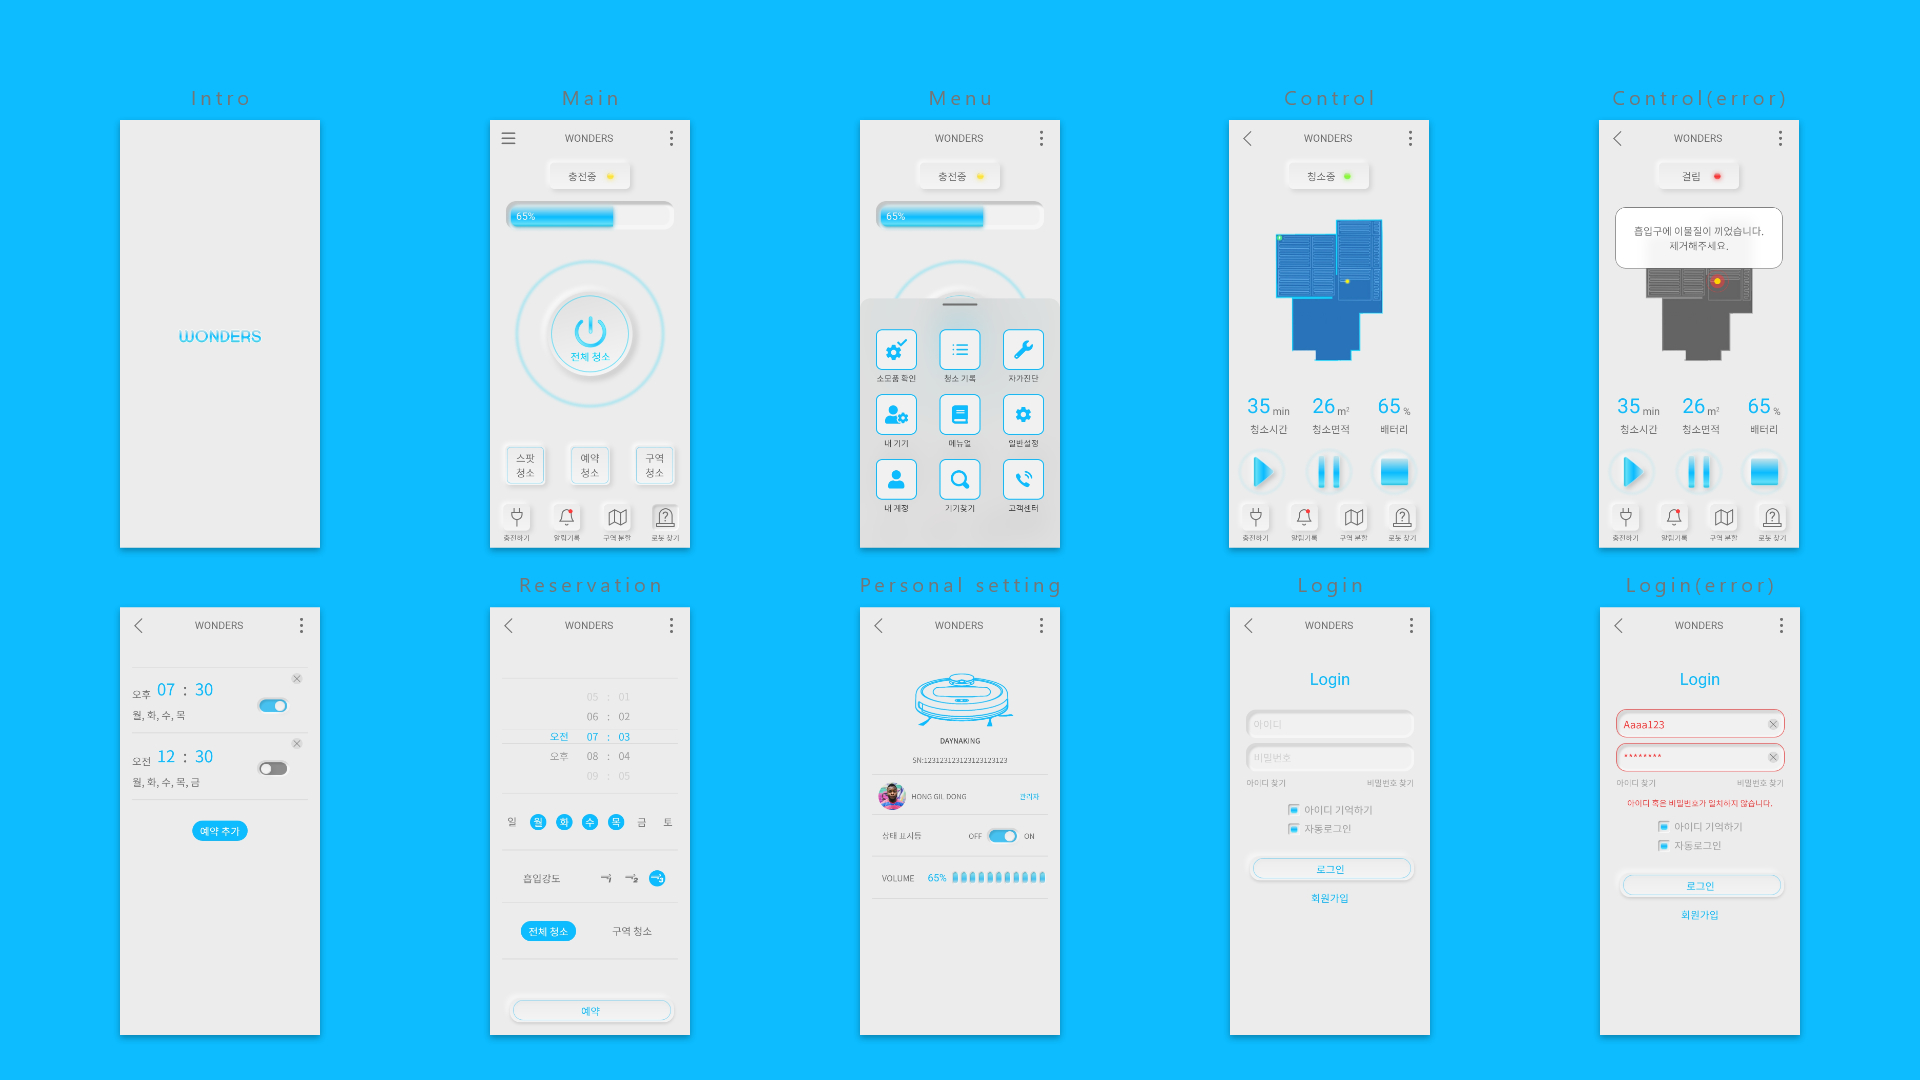 Intro
Main
Menu
Control
Control(error)
WONDERS
WONDERS
충전중
65%
전체 청소
스팟
청소
예약
청소
구역
청소
충전하기
알림기록
구역 분할
로봇 찾기
WONDERS
충전중
65%
소모품 확인
청소 기록
자가진단
내 기기
메뉴얼
일반설정
내 계정
기기찾기
고객센터
WONDERS
청소중
35 min
26 m²
65 %
청소시간
청소면적
배터리
충전하기
알림기록
구역 분할
로봇 찾기
WONDERS
걸림
흡입구에 이물질이 끼었습니다.
제거해주세요.
35 min
26 m²
65 %
청소시간
청소면적
배터리
충전하기
알림기록
구역 분할
로봇 찾기
Reservation
Personal setting
Login
Login(error)
WONDERS
오후 07 : 30
월, 화, 수, 목
오전 12 : 30
월, 화, 수, 목, 금
예약 추가
WONDERS
05 : 01
06 : 02
오전 07 : 03
오후 08 : 04
09 : 05
일 월 화 수 목 금 토
흡입강도 1 2 3
전체 청소
구역 청소
예약
WONDERS
DAYNAKING
SN:123123123123123123123
HONG GIL DONG
관리자
상태 표시등
OFF
ON
VOLUME 65%
WONDERS
Login
아이디
비밀번호
아이디 찾기
비밀번호 찾기
아이디 기억하기
자동로그인
로그인
회원가입
WONDERS
Login
Aaaa123
********
아이디 찾기
비밀번호 찾기
아이디 혹은 비밀번호가 일치하지 않습니다.
아이디 기억하기
자동로그인
로그인
회원가입